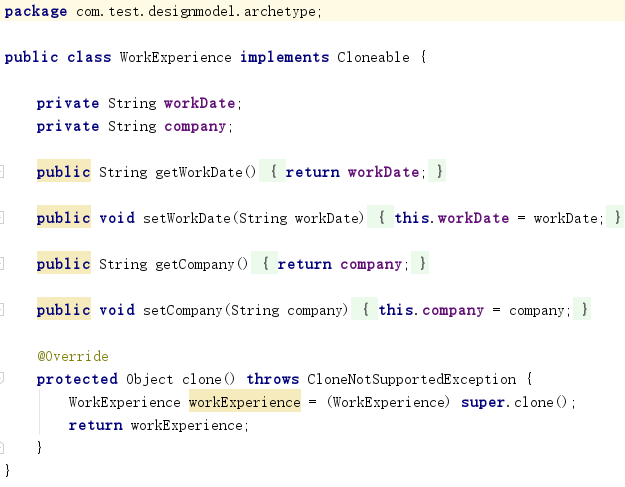 package com.test.designmodel.archetype;
public class WorkExperience implements Cloneable {
private String workDate;
private String company;
public String getWorkDate() { return workDate; }
public void setWorkDate(String workDate) { this.workDate = workDate; }
public String getCompany() { return company; }
public void setCompany(String company) { this.company = company; }
@Override
protected Object clone() throws CloneNotSupportedException {
WorkExperience workExperience = (WorkExperience) super.clone();
return workExperience;
}
}